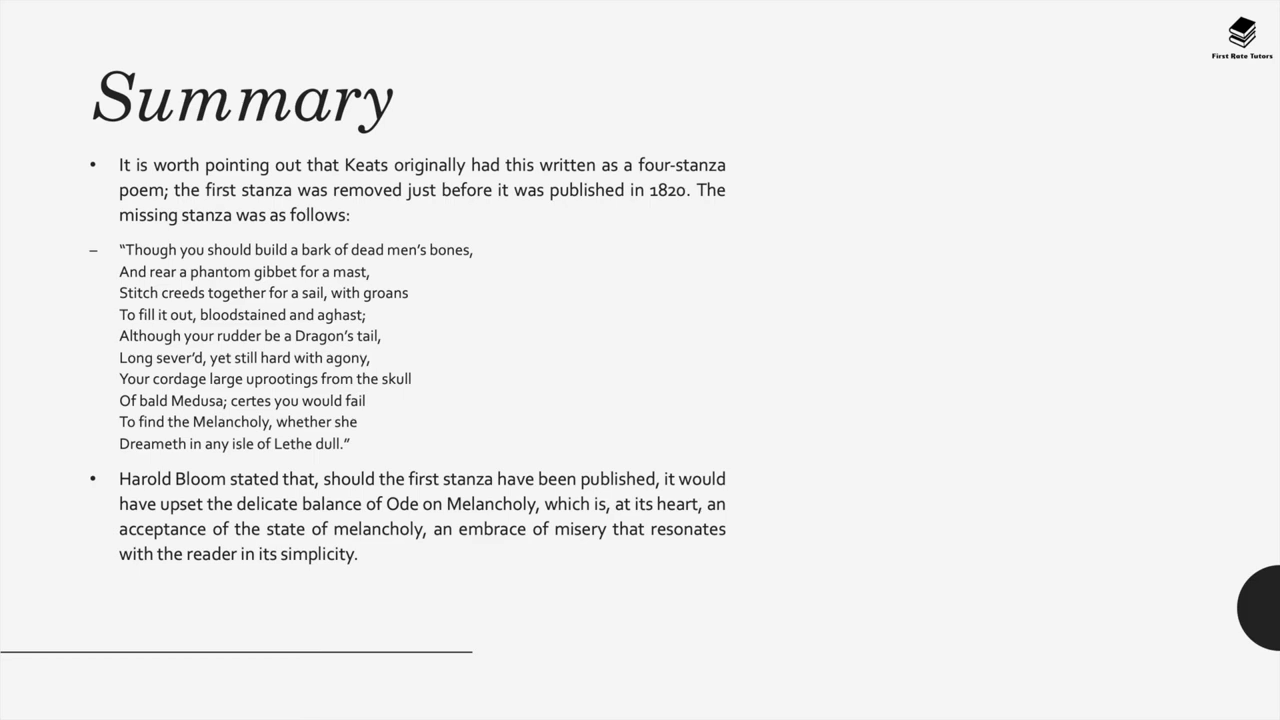 First Rate Tutors
Summary
• It is worth pointing out that Keats originally had this written as a four-stanza
poem; the first stanza was removed just before it was published in 1820. The
missing stanza was as follows:
– “Though you should build a bark of dead men’s bones,
And rear a phantom gibbet for a mast,
Stitch creeds together for a sail, with groans
To fill it out, bloodstained and aghast;
Although your rudder be a Dragon’s tail,
Long sever’d, yet still hard with agony,
Your cordage large uprootings from the skull
Of bald Medusa; certes you would fail
To find the Melancholy, whether she
Dreameth in any isle of Lethe dull.”
• Harold Bloom stated that, should the first stanza have been published, it would
have upset the delicate balance of Ode on Melancholy, which is, at its heart, an
acceptance of the state of melancholy, an embrace of misery that resonates
with the reader in its simplicity.